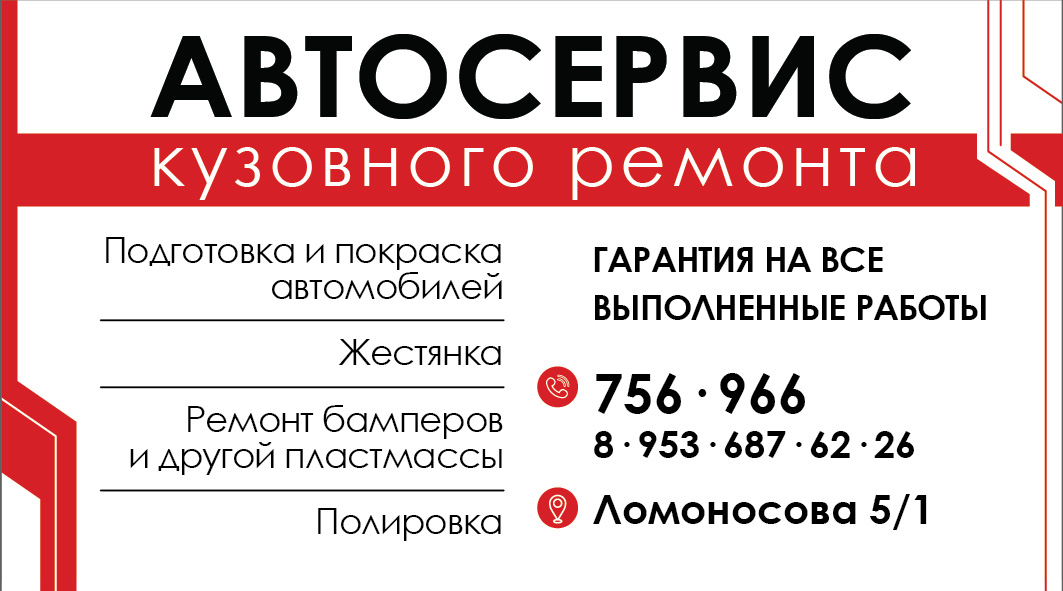 АВТОСЕРВИС
кузовного ремонта
Подготовка и покраска
автомобилей
Жестянка
Ремонт бамперов
и другой пластмассы
Полировка
ГАРАНТИЯ НА ВСЕ
ВЫПОЛНЕННЫЕ РАБОТЫ
756·966
8·953·687·62·26
Ломоносова 5/1